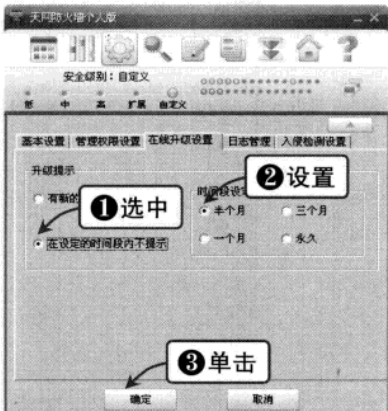 天网防火墙个人版
安全级别：自定义
低 中 高 扩展 自定义
基本设置 管理权限设置 在线升级设置 日志管理 入侵检测设置
升级提示
有新的
❶选中
在设定的时间段内不提示
时间段设定
❷设置
半个月 三个月
一个月 永久
❸单击
确定 取消